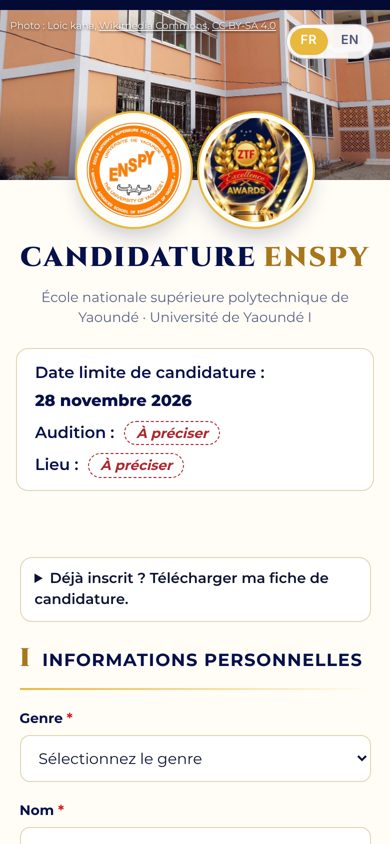 Photo : Loic kana, Wikimedia Commons, CC BY-SA 4.0
FR EN
ENSPY
ZTF
Excellence
AWARDS
CANDIDATURE ENSPY
École nationale supérieure polytechnique de
Yaoundé · Université de Yaoundé I
Date limite de candidature :
28 novembre 2026
Audition : À préciser
Lieu : À préciser
Déjà inscrit ? Télécharger ma fiche de
candidature.
I INFORMATIONS PERSONNELLES
Genre *
Sélectionnez le genre
Nom *